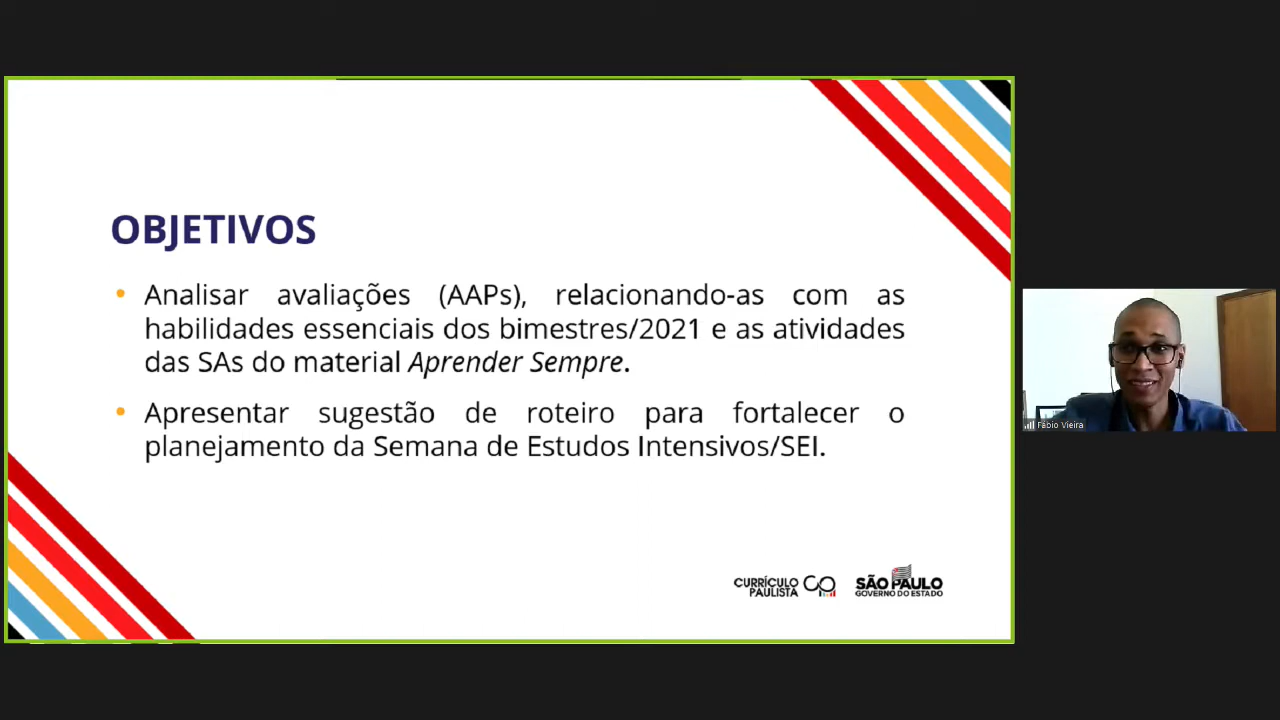 OBJETIVOS
• Analisar avaliações (AAPs), relacionando-as com as
habilidades essenciais dos bimestres/2021 e as atividades
das SAs do material Aprender Sempre.
• Apresentar sugestão de roteiro para fortalecer o
planejamento da Semana de Estudos Intensivos/SEI.
CURRÍCULO
PAULISTA
SÃO PAULO
GOVERNO DO ESTADO
Fábio Vieira